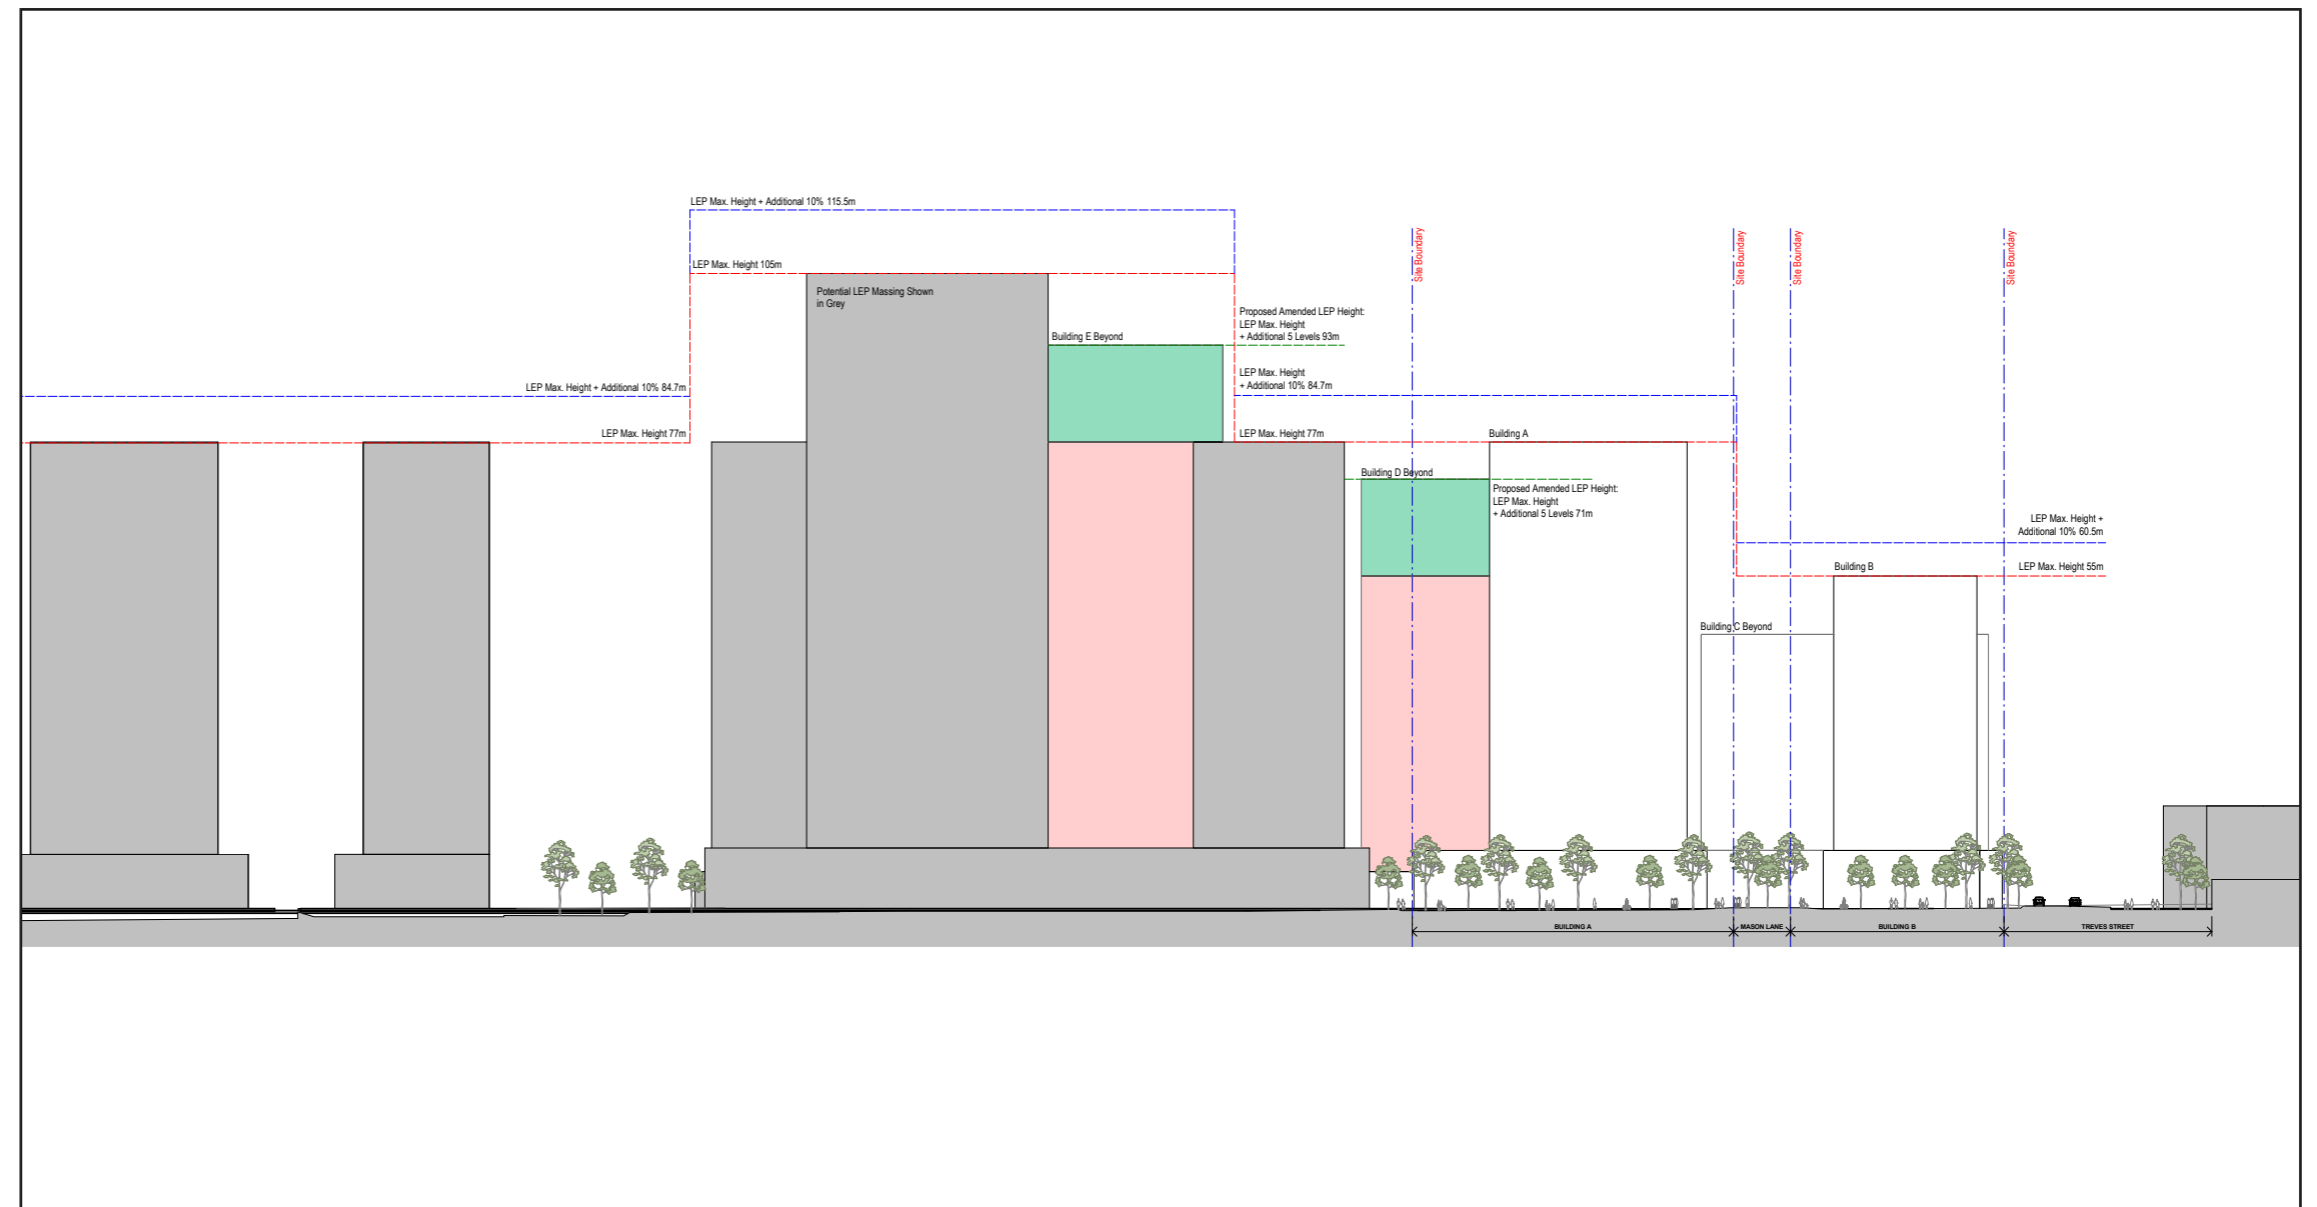 LEP Max. Height + Additional 10% 115.5m
LEP Max. Height 105m
Potential LEP Massing Shown
in Grey
Building E Beyond
Proposed Amended LEP Height:
LEP Max. Height
+ Additional 5 Levels 93m
LEP Max. Height
+ Additional 10% 84.7m
LEP Max. Height + Additional 10% 84.7m
LEP Max. Height 77m
LEP Max. Height 77m
Building A
Building D Beyond
Proposed Amended LEP Height:
LEP Max. Height
+ Additional 5 Levels 71m
Site Boundary
Site Boundary
Site Boundary
Site Boundary
LEP Max. Height +
Additional 10% 60.5m
LEP Max. Height 55m
Building B
Building C Beyond
BUILDING A
MASON LANE
BUILDING B
TREVES STREET